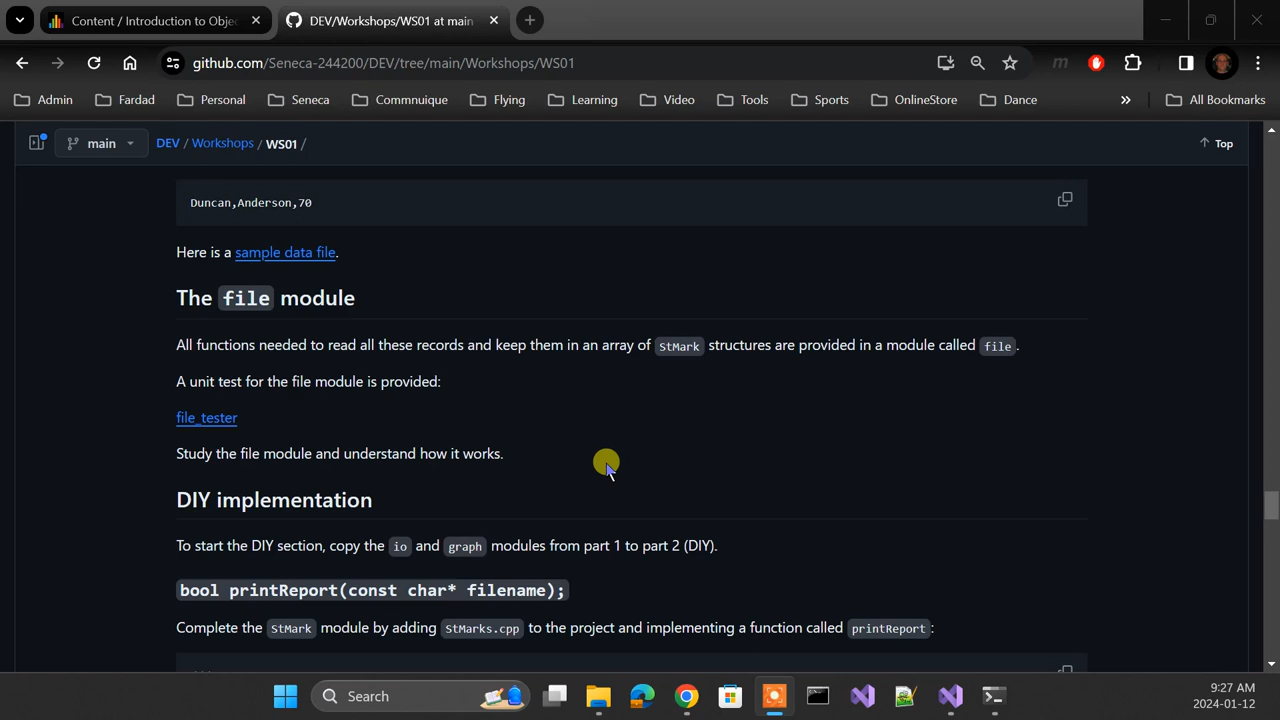 Content / Introduction to Objec
DEV/Workshops/WS01 at main
github.com/Seneca-244200/DEV/tree/main/Workshops/WS01
Admin Fardad Personal Seneca Commnuique Flying Learning Video Tools Sports OnlineStore Dance » All Bookmarks
main DEV / Workshops / WS01 / Top
Duncan,Anderson,70
Here is a sample data file.
The file module
All functions needed to read all these records and keep them in an array of StMark structures are provided in a module called file.
A unit test for the file module is provided:
file_tester
Study the file module and understand how it works.
DIY implementation
To start the DIY section, copy the io and graph modules from part 1 to part 2 (DIY).
bool printReport(const char* filename);
Complete the StMark module by adding StMarks.cpp to the project and implementing a function called printReport:
Search
9:27 AM
2024-01-12